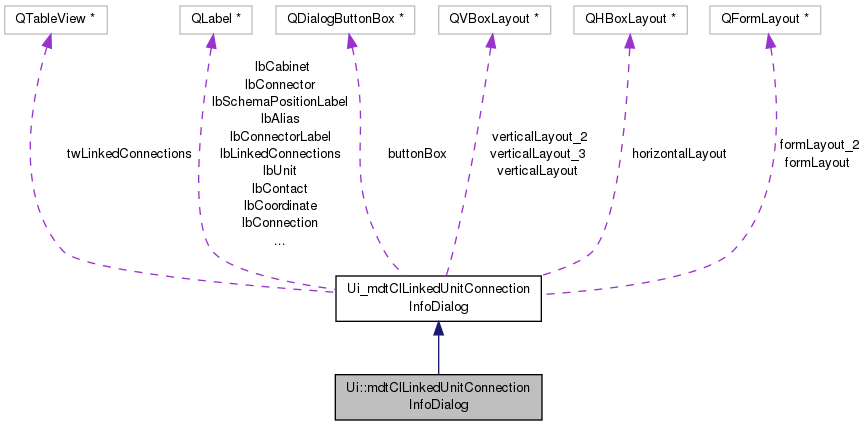 QTableView *
QLabel *
QDialogButtonBox *
QVBoxLayout *
QHBoxLayout *
QFormLayout *
twLinkedConnections
lbCabinet
lbConnector
lbSchemaPositionLabel
lbAlias
lbConnectorLabel
lbLinkedConnections
lbUnit
lbContact
lbCoordinate
lbConnection
...
buttonBox
verticalLayout_2
verticalLayout_3
verticalLayout
horizontalLayout
formLayout_2
formLayout
Ui_mdtClLinkedUnitConnection
InfoDialog
Ui::mdtClLinkedUnitConnection
InfoDialog